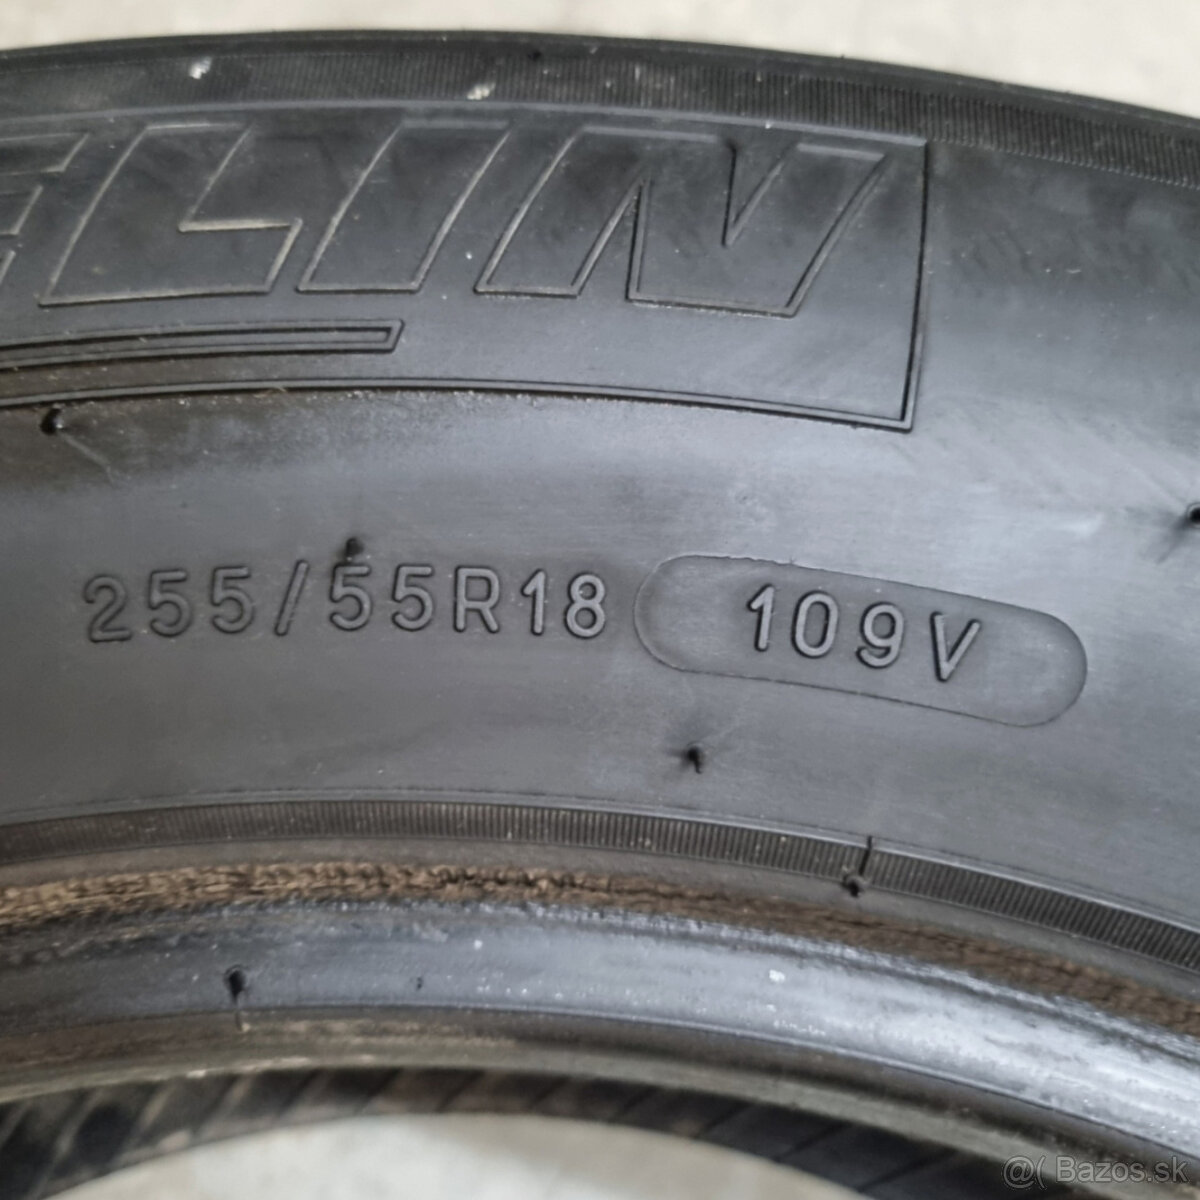 ELIN
255/55R18 109V
@( Bazos.sk